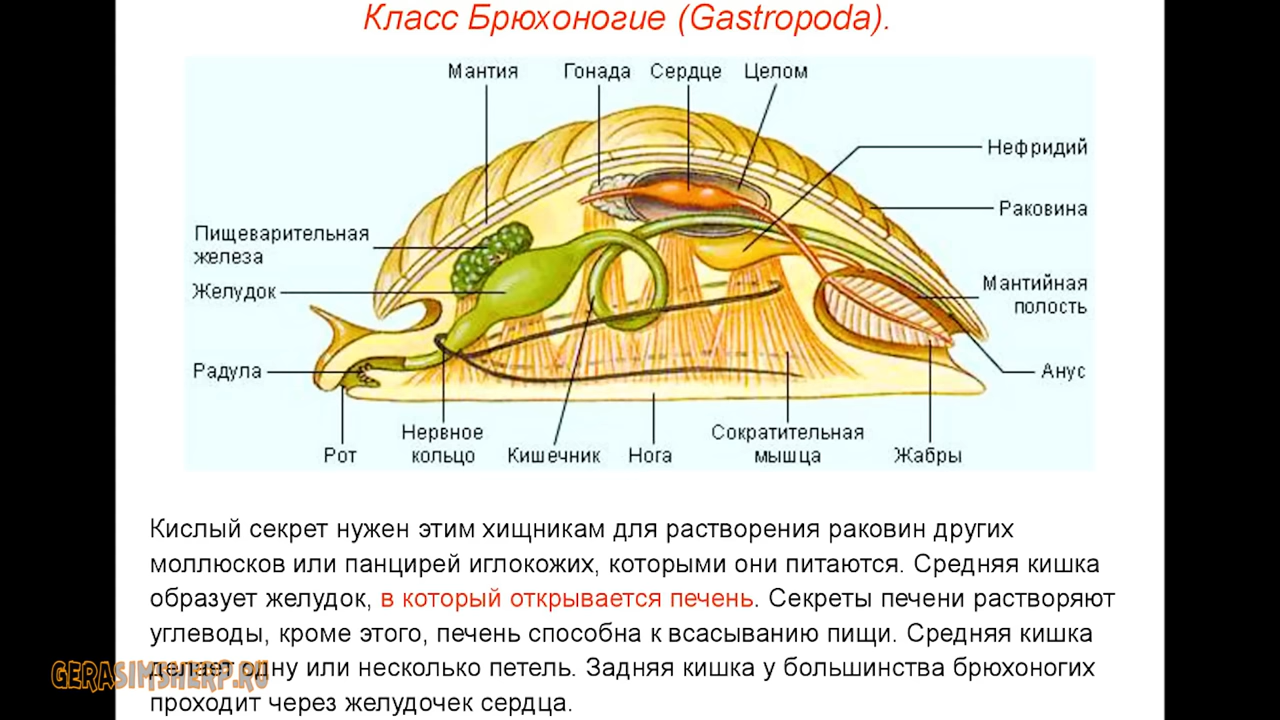 Класс Брюхоногие (Gastropoda).
Мантия Гонада Сердце Целом
Нефридий
Раковина
Пищеварительная
железа
Мантийная
полость
Желудок
Радула
Анус
Нервное
кольцо
Сократительная
мышца
Рот
Кишечник
Нога
Жабры
Кислый секрет нужен этим хищникам для растворения раковин других
моллюсков или панцирей иглокожих, которыми они питаются. Средняя кишка
образует желудок, в который открывается печень. Секреты печени растворяют
углеводы, кроме этого, печень способна к всасыванию пищи. Средняя кишка
делает одну или несколько петель. Задняя кишка у большинства брюхоногих
проходит через желудочек сердца.
GERASIMSHERP.RU